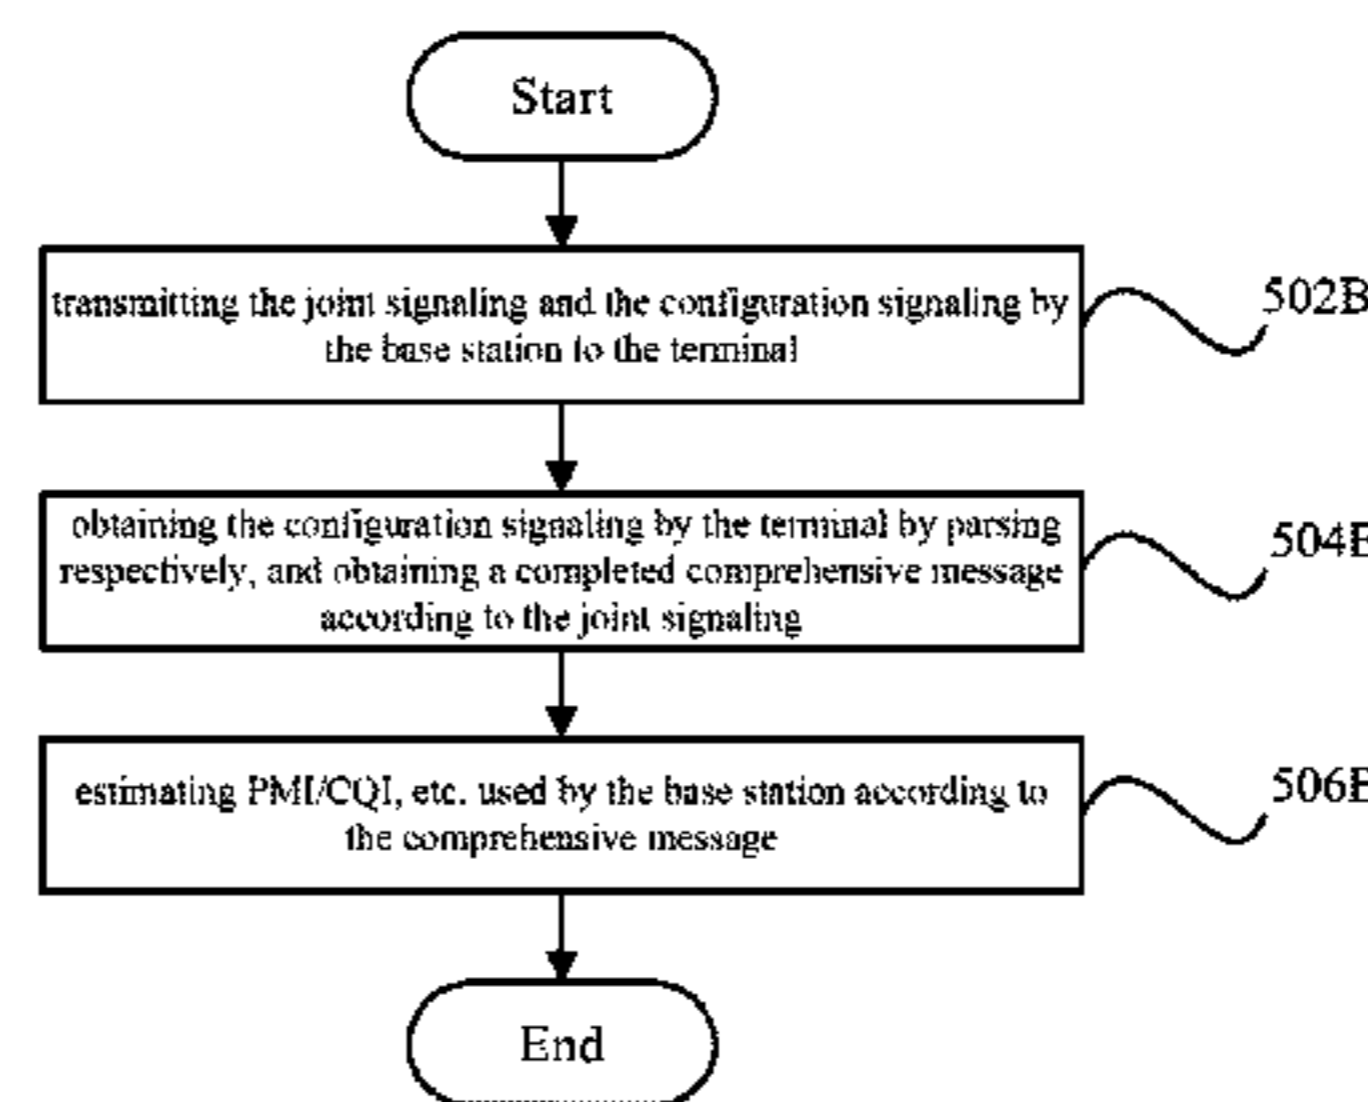 Start
transmitting the joint signaling and the configuration signaling by
the base station to the terminal
502B
obtaining the configuration signaling by the terminal by parsing
respectively, and obtaining a completed comprehensive message
according to the joint signaling
504B
estimating PMI/CQI, etc. used by the base station according to
the comprehensive message
506B
End